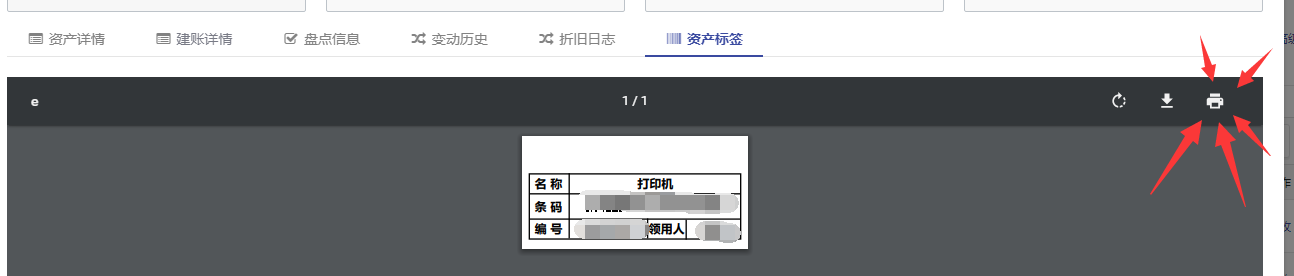 资产详情 建账详情 盘点信息 变动历史 折旧日志 资产标签
e 1 / 1
名 称 打印机
条 码
编 号 领用人